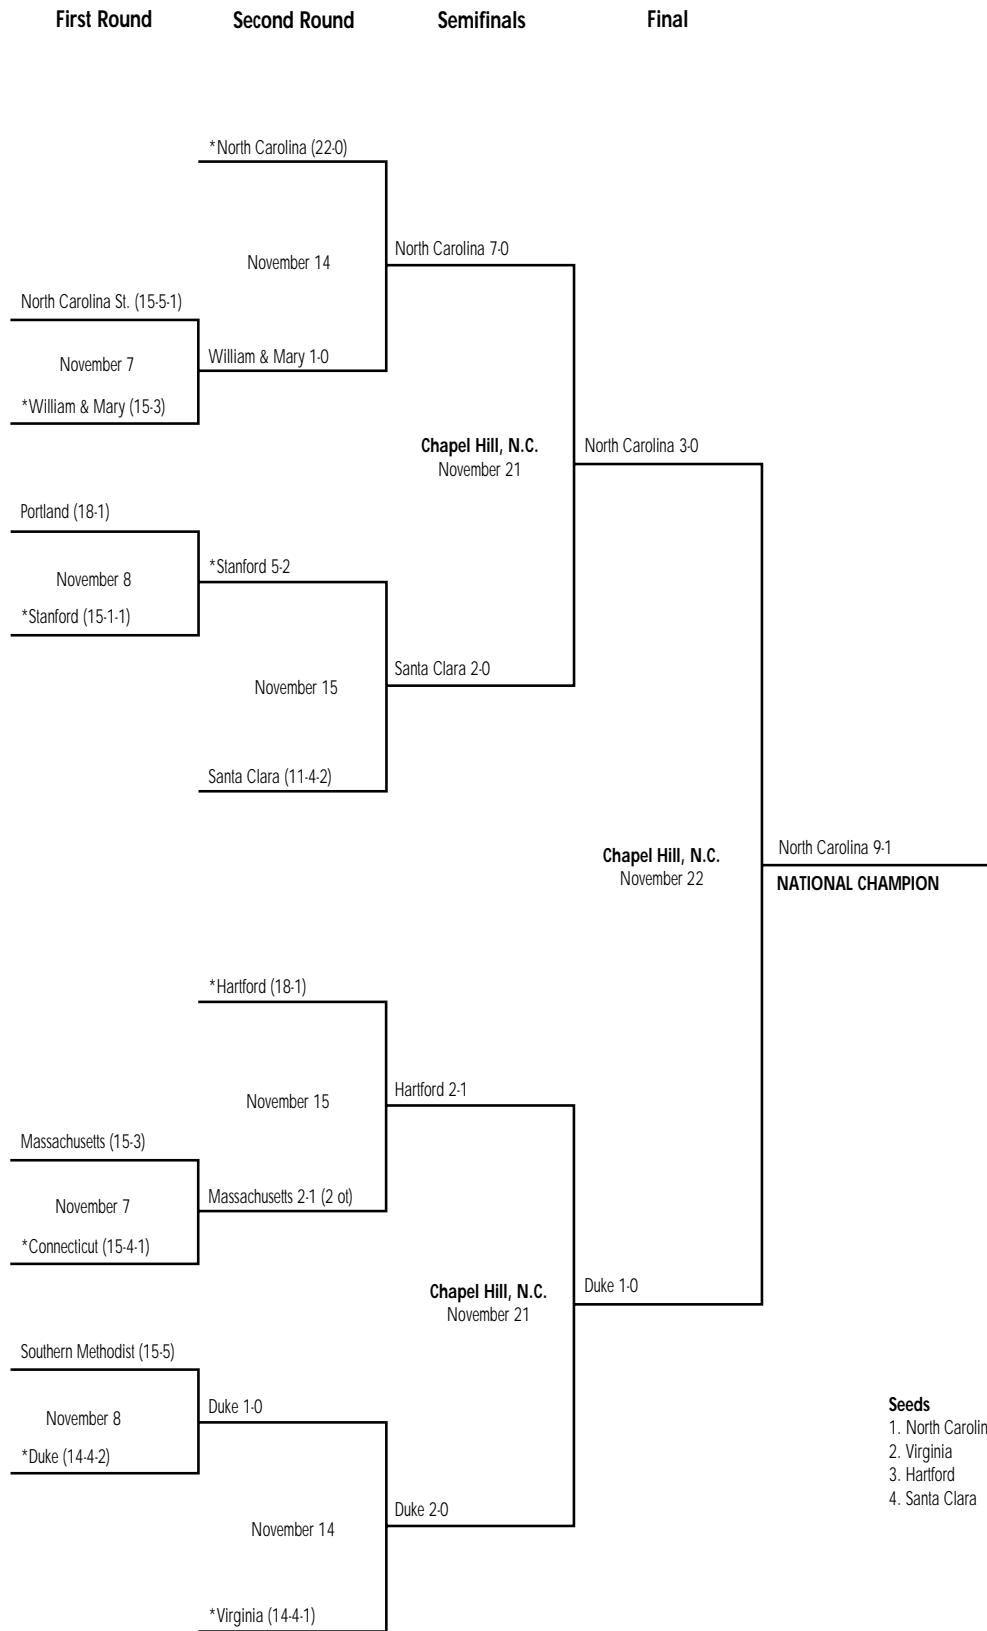 First Round
Second Round
Semifinals
Final
*North Carolina (22-0)
November 14
North Carolina 7-0
North Carolina St. (15-5-1)
November 7
William & Mary 1-0
*William & Mary (15-3)
Chapel Hill, N.C.
November 21
North Carolina 3-0
Portland (18-1)
November 8
*Stanford 5-2
*Stanford (15-1-1)
November 15
Santa Clara 2-0
Santa Clara (11-4-2)
Chapel Hill, N.C.
November 22
North Carolina 9-1
NATIONAL CHAMPION
*Hartford (18-1)
November 15
Hartford 2-1
Massachusetts (15-3)
November 7
Massachusetts 2-1 (2 ot)
*Connecticut (15-4-1)
Chapel Hill, N.C.
November 21
Duke 1-0
Southern Methodist (15-5)
November 8
Duke 1-0
*Duke (14-4-2)
November 14
Duke 2-0
*Virginia (14-4-1)
Seeds
1. North Carolin
2. Virginia
3. Hartford
4. Santa Clara